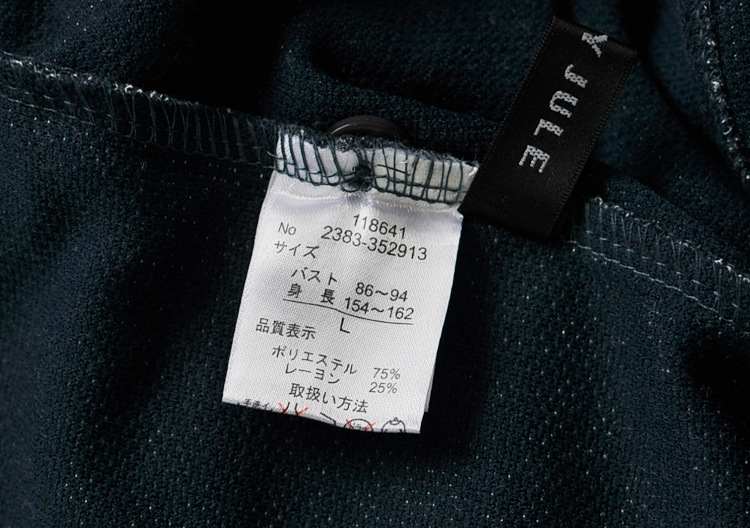 Y JULE
118641
No 2383-352913
サイズ
バスト 86～94
身 長 154～162
L
品質表示
ポリエステル 75%
レーヨン 25%
取扱い方法